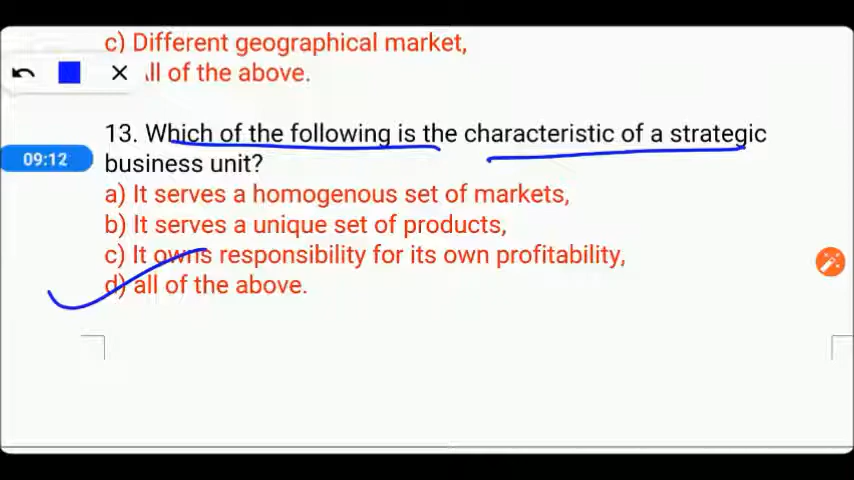 c) Different geographical market,
ll of the above.
13. Which of the following is the characteristic of a strategic
09:12
business unit?
a) It serves a homogenous set of markets,
b) It serves a unique set of products,
c) It owns responsibility for its own profitability,
d) all of the above.